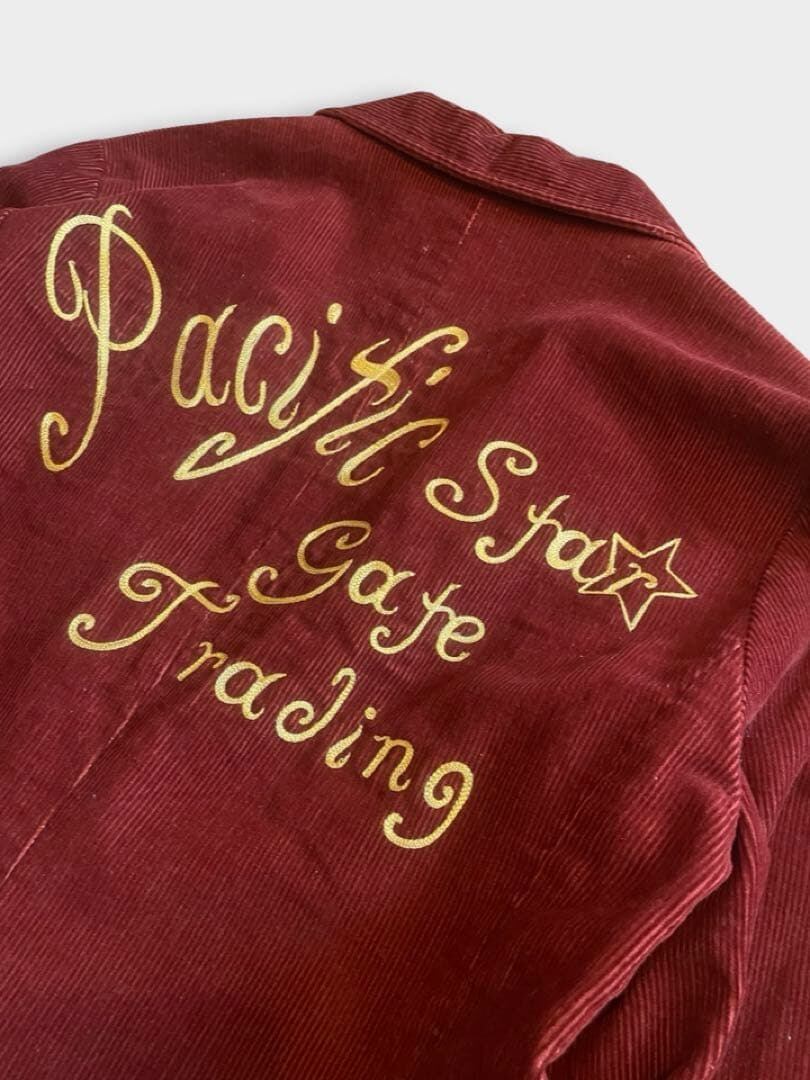 Pacific Star
Gate
Trading